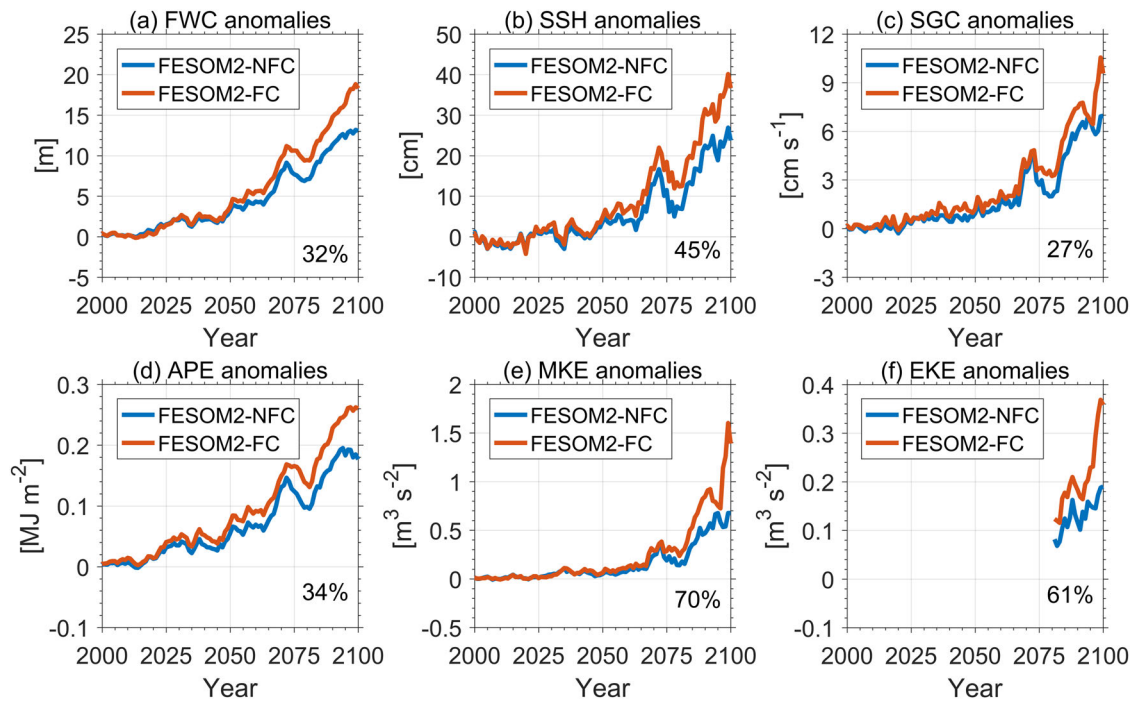 (a) FWC anomalies
25
20
15
10
5
0
-5
[m]
FESOM2-NFC
FESOM2-FC
32%
2000 2025 2050 2075 2100
Year
(b) SSH anomalies
50
40
30
20
10
0
-10
[cm]
FESOM2-NFC
FESOM2-FC
45%
2000 2025 2050 2075 2100
Year
(c) SGC anomalies
12
9
6
3
0
-3
[cm s⁻¹]
FESOM2-NFC
FESOM2-FC
27%
2000 2025 2050 2075 2100
Year
(d) APE anomalies
0.3
0.2
0.1
0
-0.1
[MJ m⁻²]
FESOM2-NFC
FESOM2-FC
34%
2000 2025 2050 2075 2100
Year
(e) MKE anomalies
2
1.5
1
0.5
0
-0.5
[m³ s⁻²]
FESOM2-NFC
FESOM2-FC
70%
2000 2025 2050 2075 2100
Year
(f) EKE anomalies
0.4
0.3
0.2
0.1
0
-0.1
[m³ s⁻²]
FESOM2-NFC
FESOM2-FC
61%
2000 2025 2050 2075 2100
Year